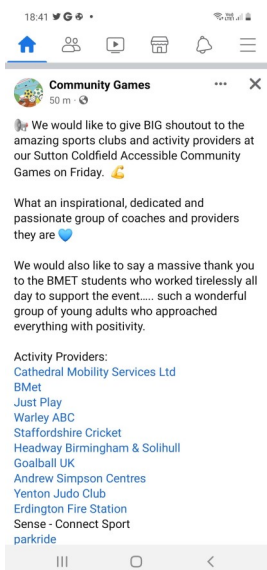 18:41
Community Games
50 m
We would like to give BIG shoutout to the
amazing sports clubs and activity providers at
our Sutton Coldfield Accessible Community
Games on Friday.
What an inspirational, dedicated and
passionate group of coaches and providers
they are
We would also like to say a massive thank you
to the BMET students who worked tirelessly all
day to support the event..... such a wonderful
group of young adults who approached
everything with positivity.
Activity Providers:
Cathedral Mobility Services Ltd
BMet
Just Play
Warley ABC
Staffordshire Cricket
Headway Birmingham & Solihull
Goalball UK
Andrew Simpson Centres
Yenton Judo Club
Erdington Fire Station
Sense - Connect Sport
parkride